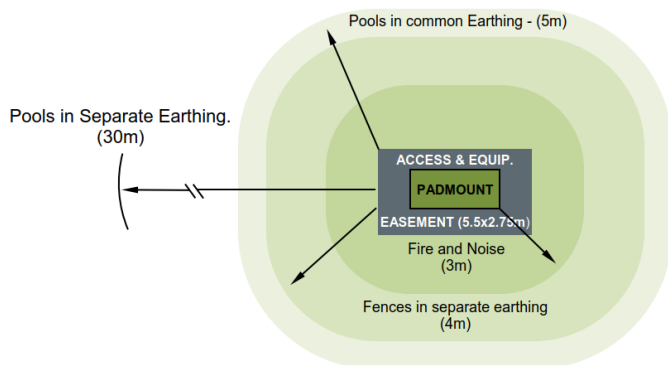 Pools in common Earthing - (5m)
Pools in Separate Earthing.
(30m)
ACCESS & EQUIP.
PADMOUNT
EASEMENT (5.5x2.75m)
Fire and Noise
(3m)
Fences in separate earthing
(4m)